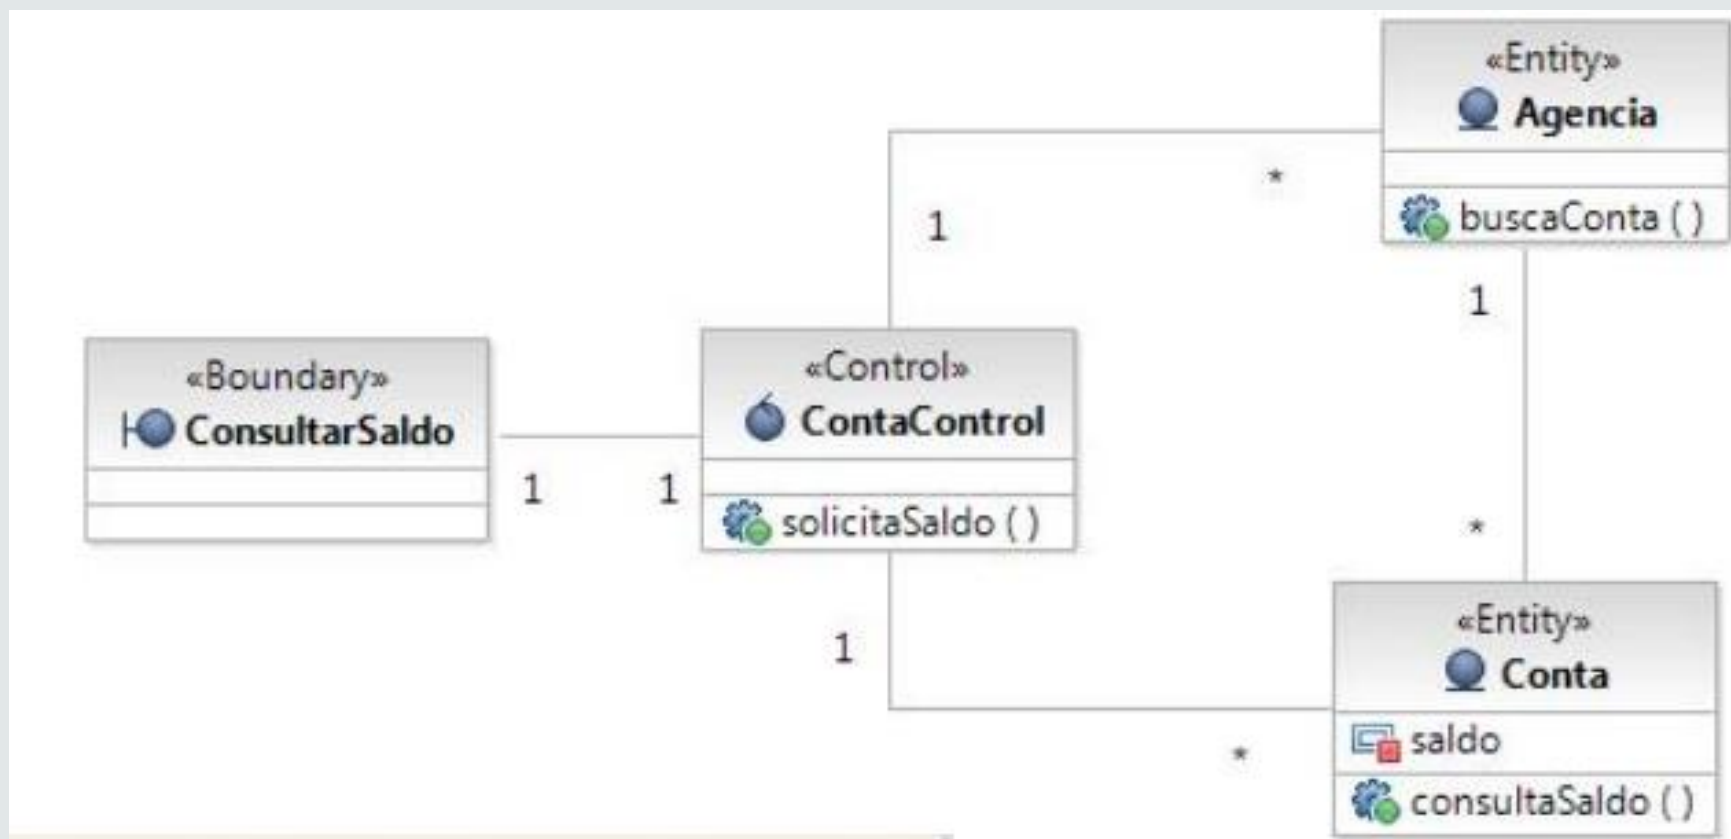 «Entity»
Agencia
buscaConta ( )
1
*
1
«Boundary»
ConsultarSaldo
1
1
«Control»
ContaControl
solicitaSaldo ( )
1
*
*
«Entity»
Conta
saldo
consultaSaldo ( )